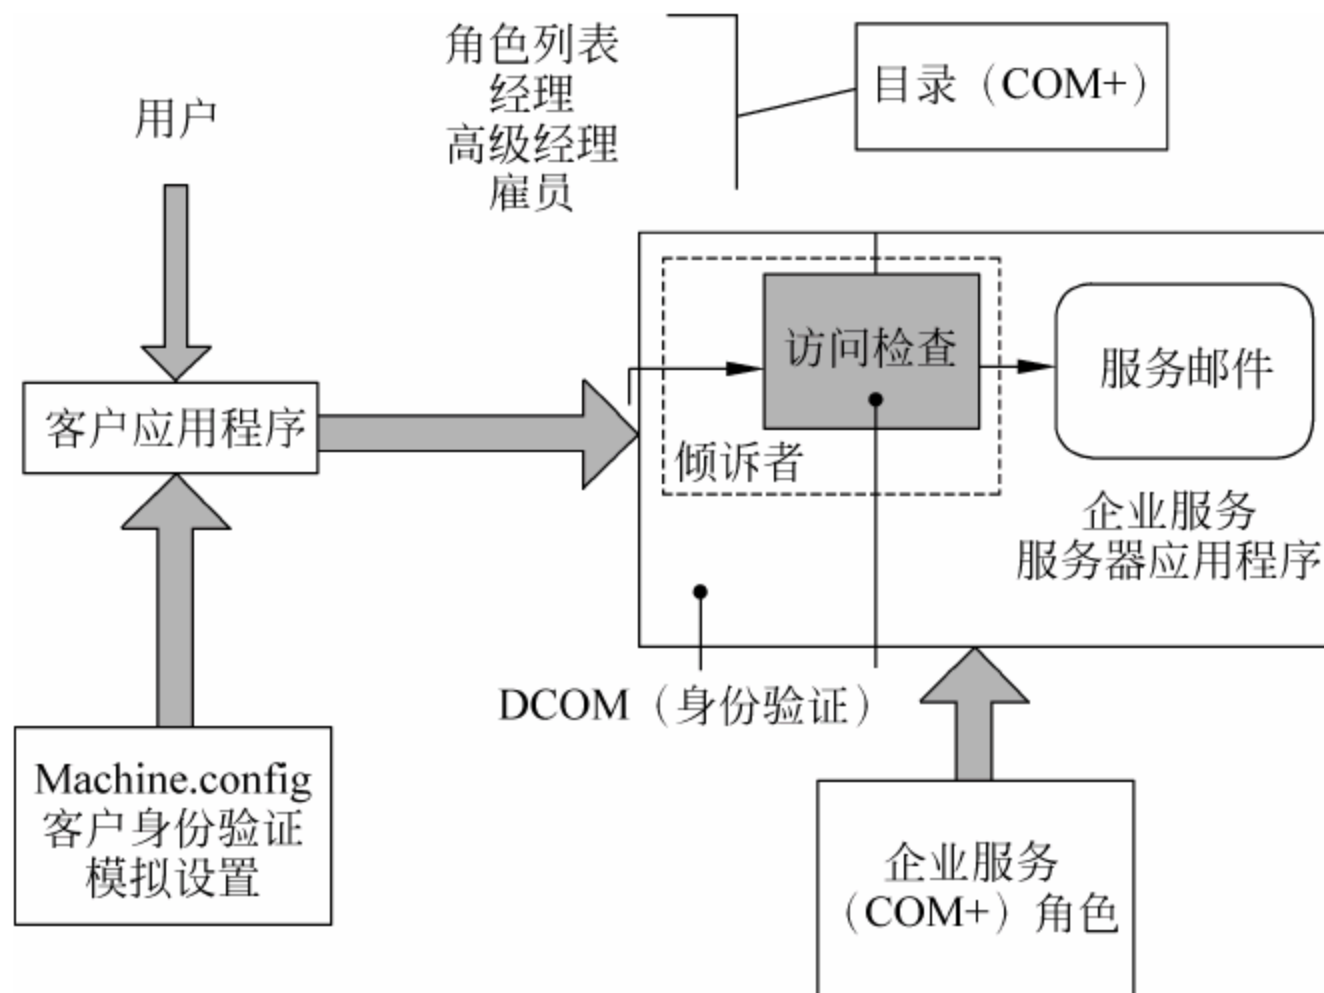 角色列表
经理
高级经理
雇员
目录（COM+）
用户
访问检查
服务邮件
客户应用程序
倾诉者
企业服务
服务器应用程序
DCOM（身份验证）
Machine.config
客户身份验证
模拟设置
企业服务
（COM+）角色